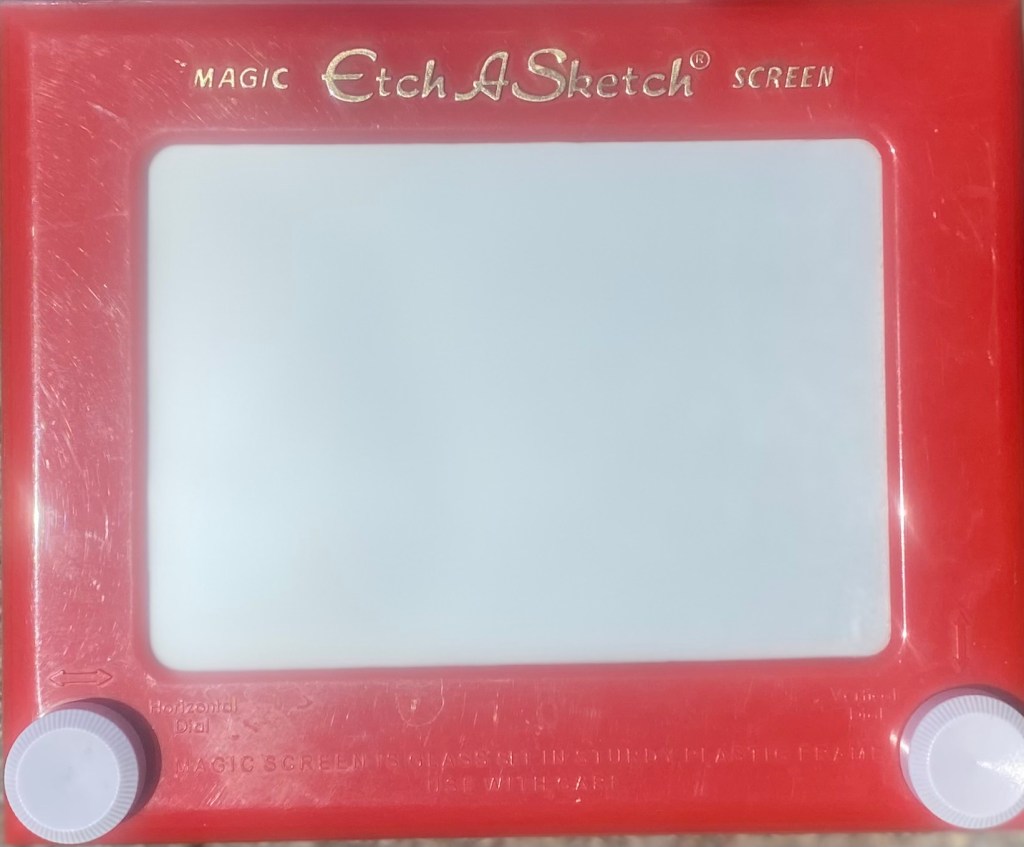 MAGIC Etch A Sketch® SCREEN
Horizontal Vertical
Dial Dial
MAGIC SCREEN IS GLASS SET IN STURDY PLASTIC FRAME
USE WITH CARE